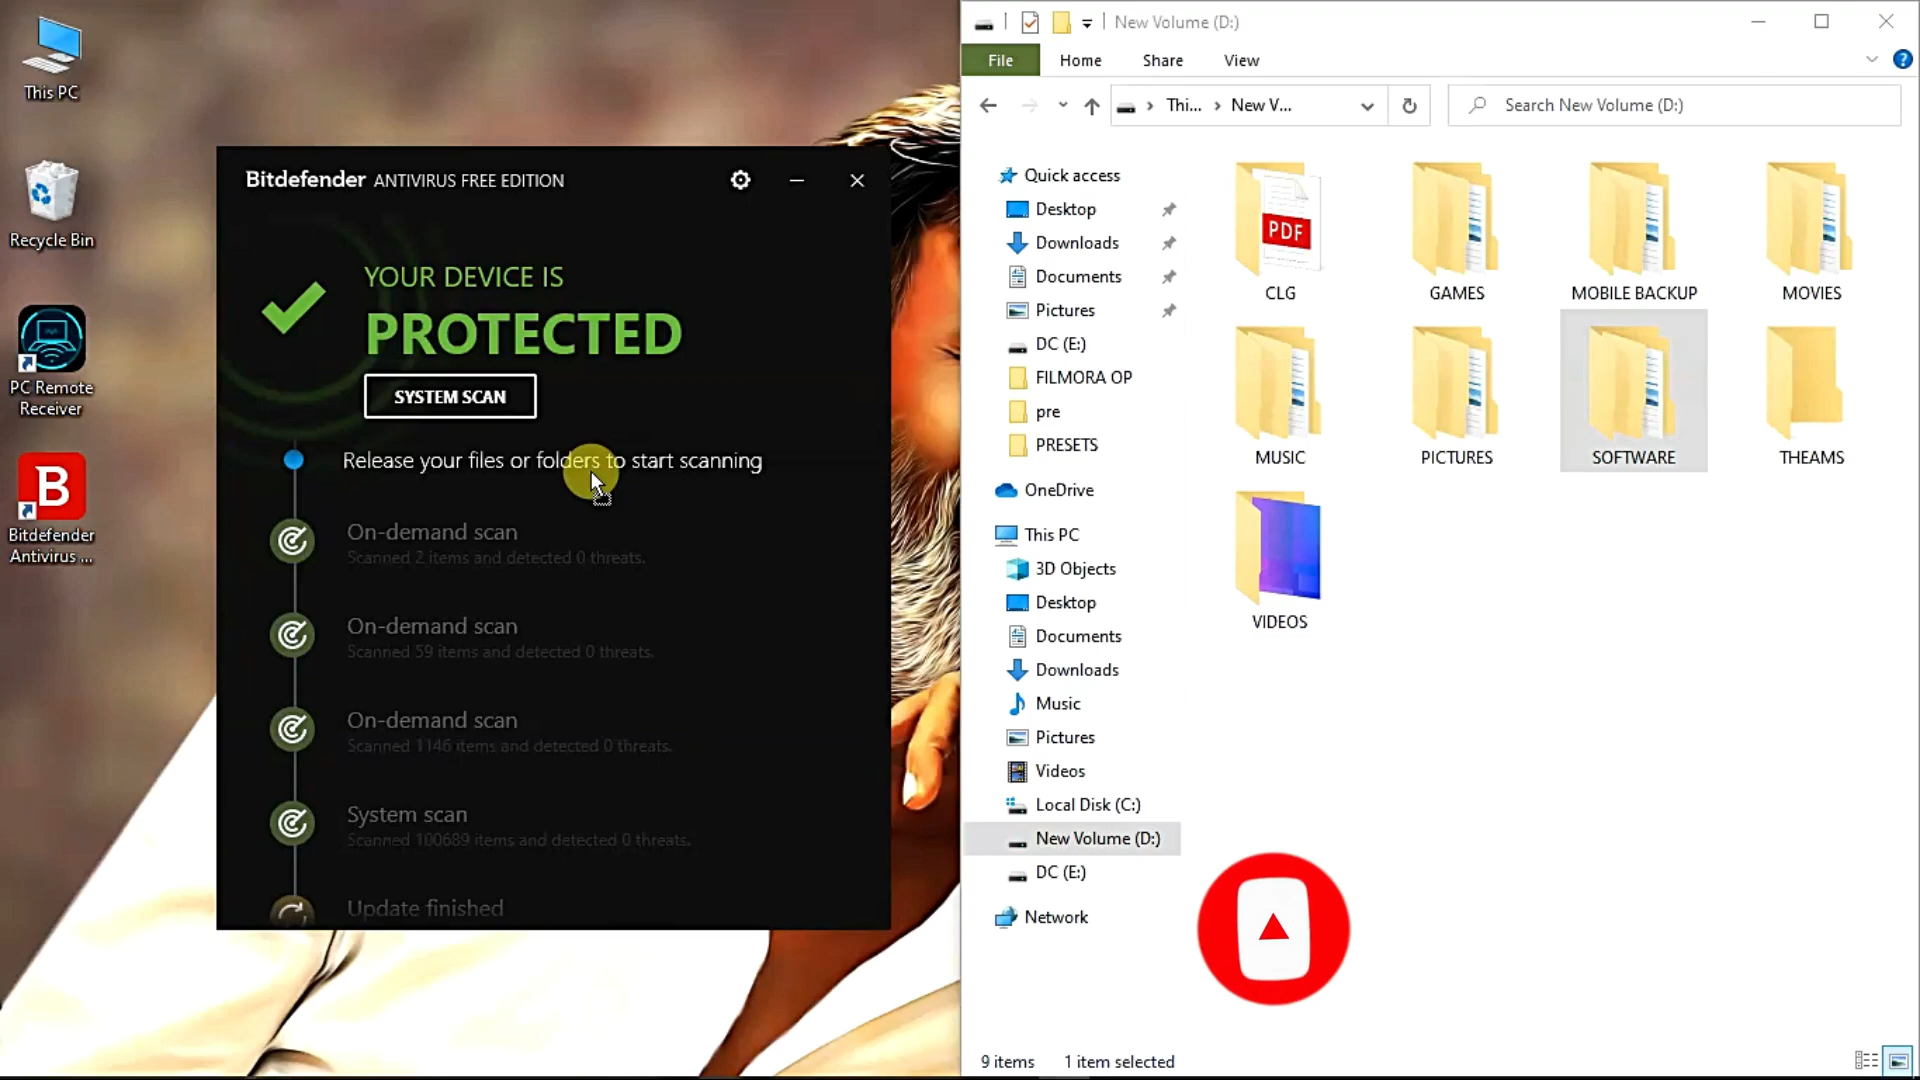 This PC
Recycle Bin
PC Remote
Receiver
B
Bitdefender
Antivirus ...
Bitdefender ANTIVIRUS FREE EDITION
YOUR DEVICE IS
PROTECTED
SYSTEM SCAN
Release your files or folders to start scanning
On-demand scan
Scanned 2 items and detected 0 threats.
On-demand scan
Scanned 59 items and detected 0 threats.
On-demand scan
Scanned 1146 items and detected 0 threats.
System scan
Scanned 100689 items and detected 0 threats.
Update finished
New Volume (D:)
File Home Share View
Thi... New V...
Search New Volume (D:)
Quick access
Desktop
Downloads
Documents
Pictures
DC (E:)
FILMORA OP
pre
PRESETS
OneDrive
This PC
3D Objects
Desktop
Documents
Downloads
Music
Pictures
Videos
Local Disk (C:)
New Volume (D:)
DC (E:)
Network
PDF
CLG GAMES MOBILE BACKUP MOVIES
MUSIC PICTURES SOFTWARE THEAMS
VIDEOS
9 items 1 item selected